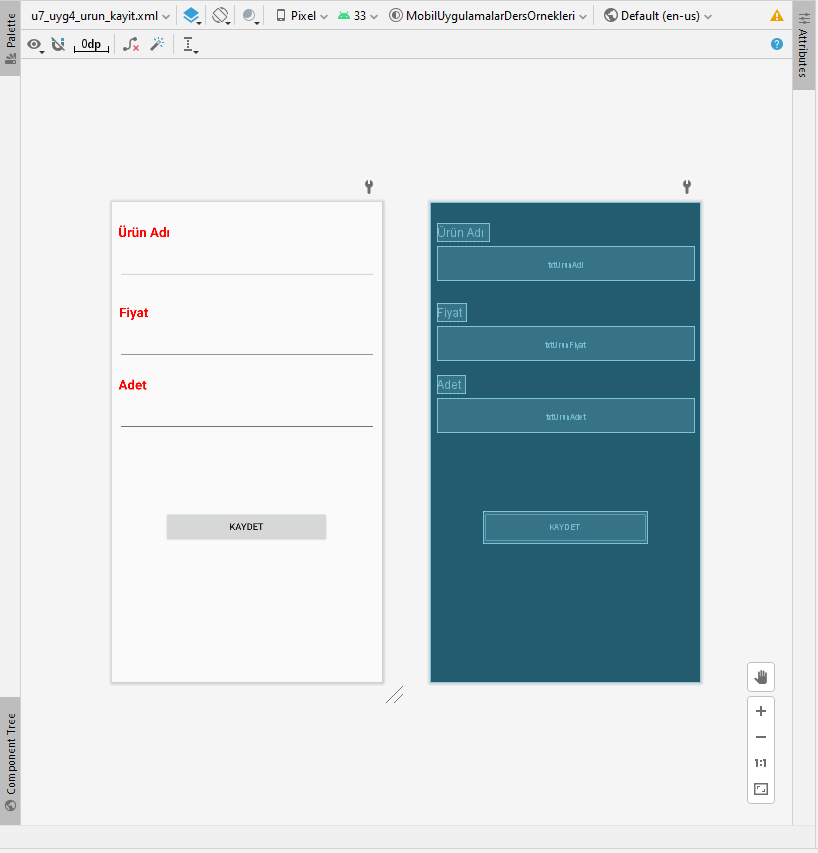 u7_uyg4_urun_kayit.xml Pixel 33 MobilUygulamalarDersOrnekleri Default (en-us)
Palette
0dp
Attributes
Ürün Adı
Fiyat
Adet
KAYDET
Ürün Adı
txtUrunAdi
Fiyat
txtUrunFiyat
Adet
txtUrunAdet
KAYDET
1:1
Component Tree